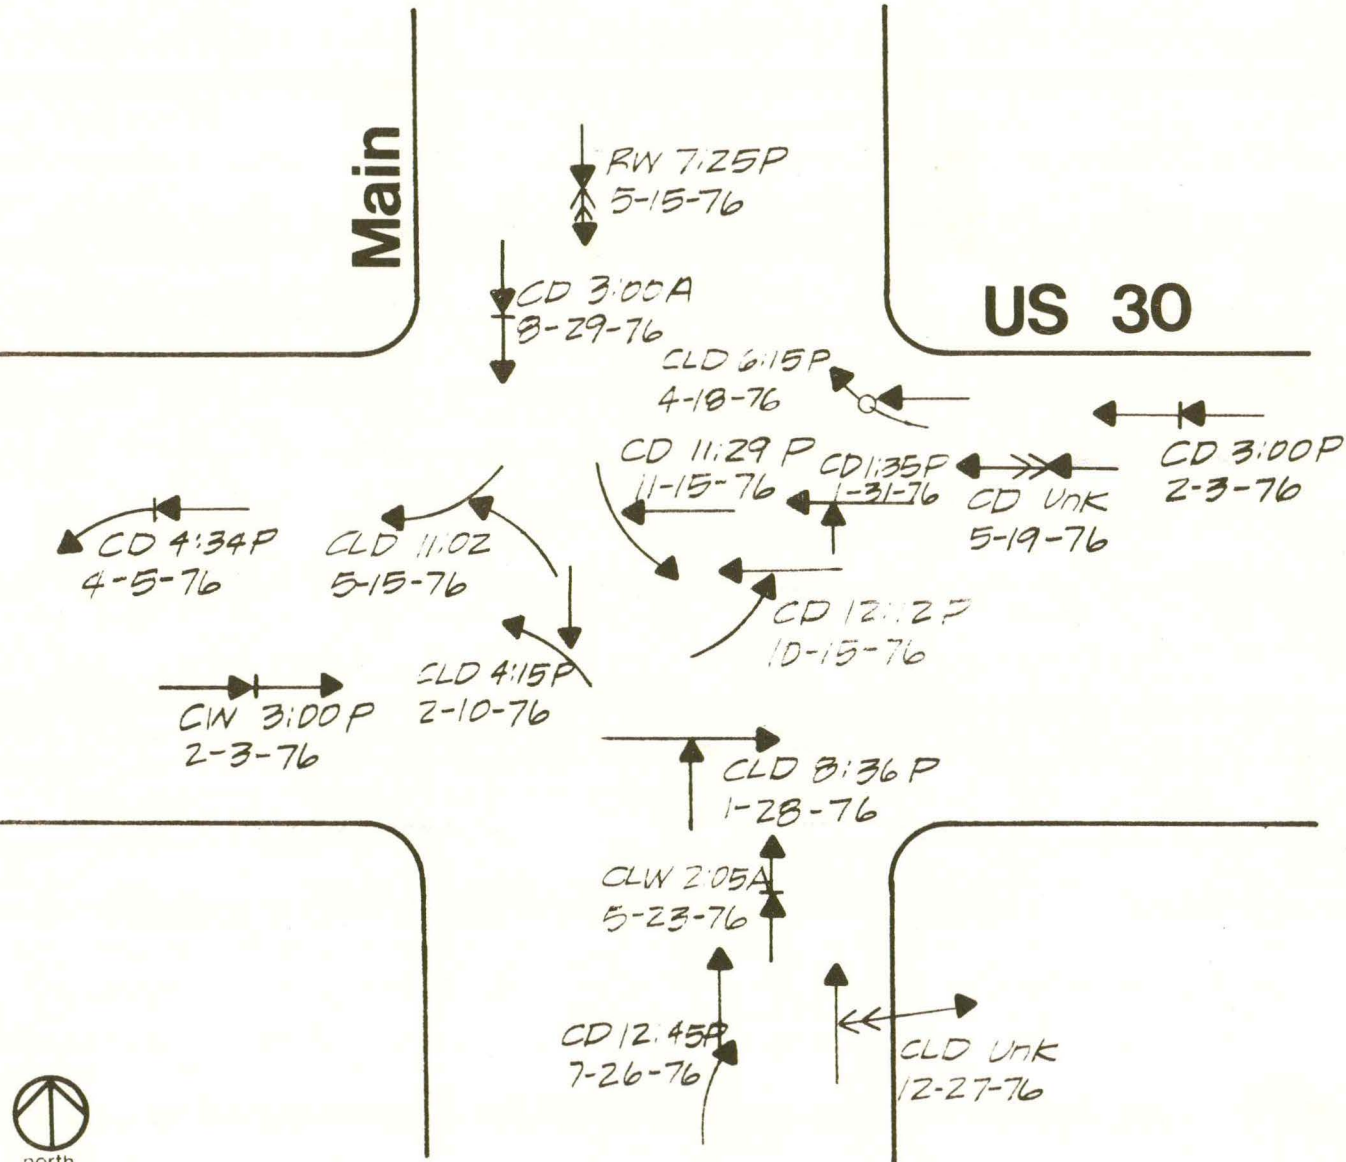 Main
RW 7:25P
5-15-76
CD 3:00A
8-29-76
US 30
CLD 6:15P
4-18-76
CD 11:29 P
11-15-76
CD 1:35P
1-31-76
CD Unk
5-19-76
CD 3:00P
2-3-76
CD 4:34P
4-5-76
CLD 11:02
5-15-76
CD 12:12P
10-15-76
CLD 4:15P
2-10-76
CW 3:00P
2-3-76
CLD 8:36P
1-28-76
CLW 2:05A
5-23-76
CD 12:45P
7-26-76
CLD Unk
12-27-76
north